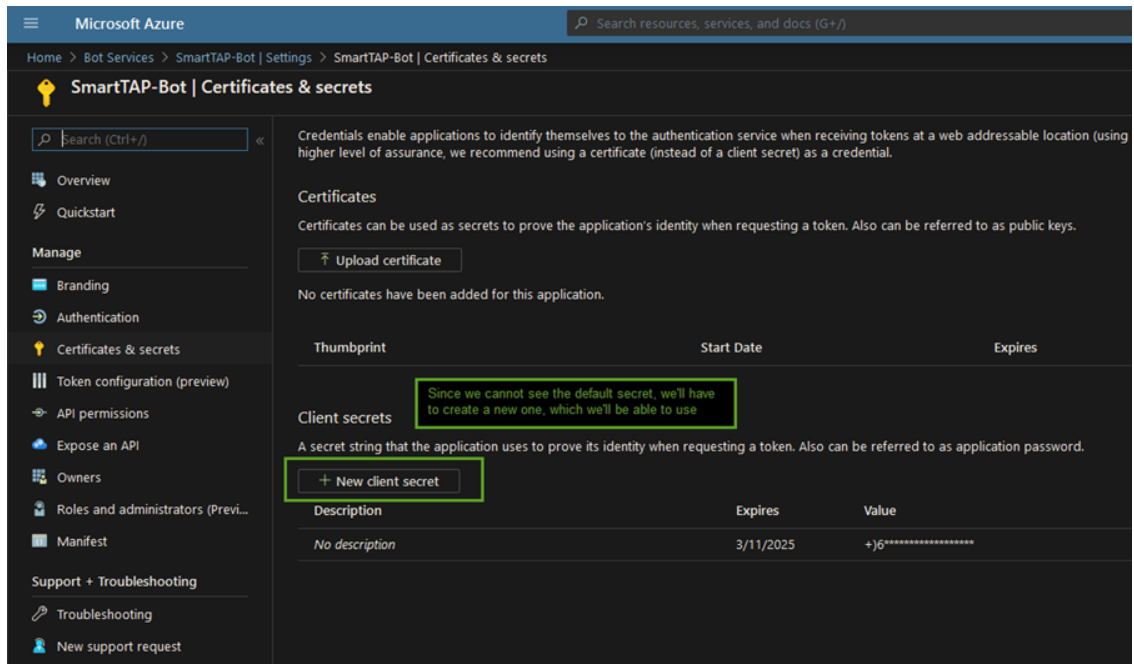 Microsoft Azure
Search resources, services, and docs (G+/)
Home > Bot Services > SmartTAP-Bot | Settings > SmartTAP-Bot | Certificates & secrets
SmartTAP-Bot | Certificates & secrets
Search (Ctrl+/)
«
Overview
Quickstart
Manage
Branding
Authentication
Certificates & secrets
Token configuration (preview)
API permissions
Expose an API
Owners
Roles and administrators (Previ...
Manifest
Support + Troubleshooting
Troubleshooting
New support request
Credentials enable applications to identify themselves to the authentication service when receiving tokens at a web addressable location (using
higher level of assurance, we recommend using a certificate (instead of a client secret) as a credential.
Certificates
Certificates can be used as secrets to prove the application's identity when requesting a token. Also can be referred to as public keys.
Upload certificate
No certificates have been added for this application.
Thumbprint Start Date Expires
Since we cannot see the default secret, we'll have
to create a new one, which we'll be able to use
Client secrets
A secret string that the application uses to prove its identity when requesting a token. Also can be referred to as application password.
+ New client secret
Description Expires Value
No description 3/11/2025 +)6******************